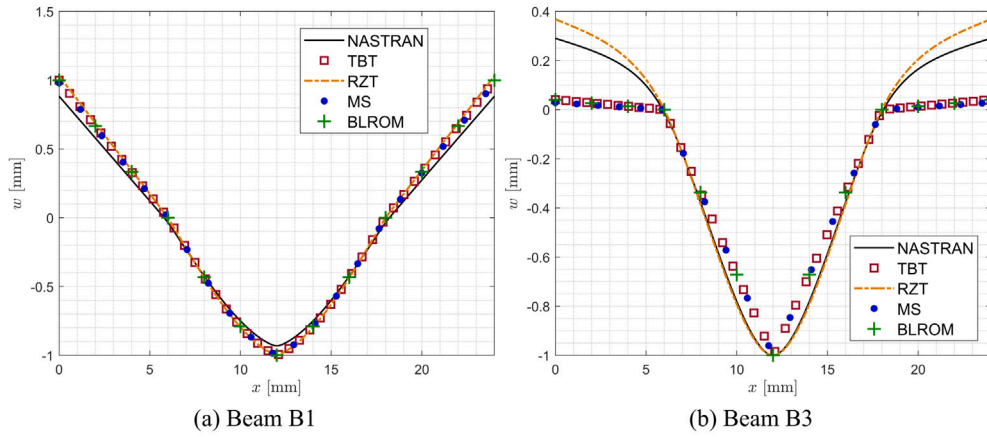 1.5
1
0.5
0
-0.5
-1
w [mm]
0
5
10
15
20
x [mm]
NASTRAN
TBT
RZT
MS
BLROM
(a) Beam B1
0.4
0.2
0
-0.2
-0.4
-0.6
-0.8
-1
w [mm]
0
5
10
15
20
x [mm]
NASTRAN
TBT
RZT
MS
BLROM
(b) Beam B3